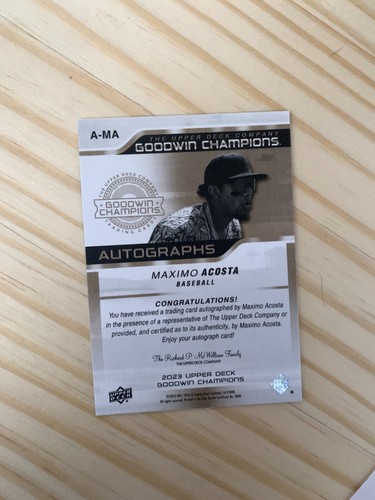 A-MA
THE UPPER DECK COMPANY
GOODWIN CHAMPIONS
THE UPPER DECK COMPANY
GOODWIN
CHAMPIONS
TRADING CARDS
AUTOGRAPHS
MAXIMO ACOSTA
BASEBALL
CONGRATULATIONS!
You have received a trading card autographed by Maximo Acosta
in the presence of a representative of The Upper Deck Company or
provided, and certified as to its authenticity, by Maximo Acosta.
Enjoy your autograph card!
The Richard P. McWilliam Family
THE UPPER DECK COMPANY
2023 UPPER DECK
GOODWIN CHAMPIONS
UPPER DECK